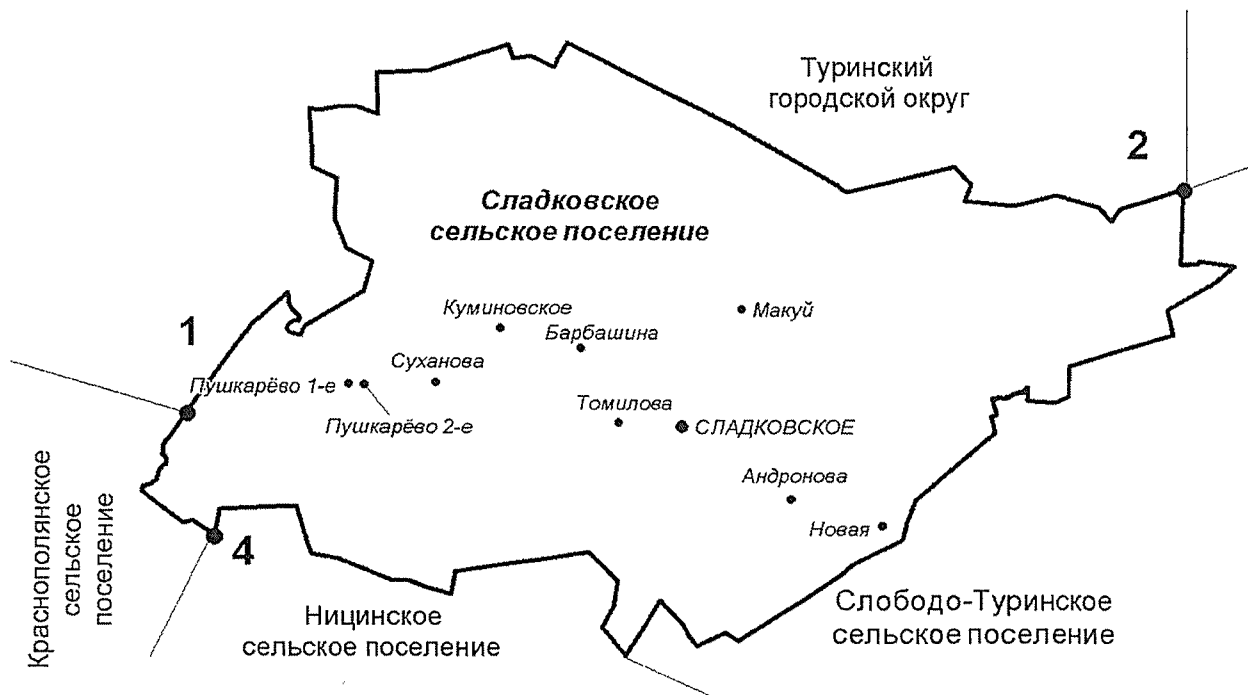 Туринский
городской округ
2
Сладковское
сельское поселение
Куминовское
Макуй
Барбашина
1
Суханова
Пушкарёво 1-е
Томилова
Пушкарёво 2-е
СЛАДКОВСКОЕ
Андронова
Новая
Краснополянское
сельское
поселение
4
Ницинское
сельское поселение
Слободо-Туринское
сельское поселение